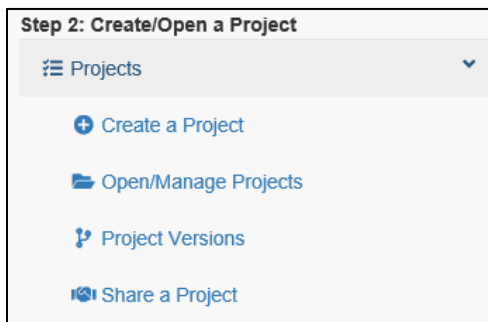 Step 2: Create/Open a Project
Projects
Create a Project
Open/Manage Projects
Project Versions
Share a Project